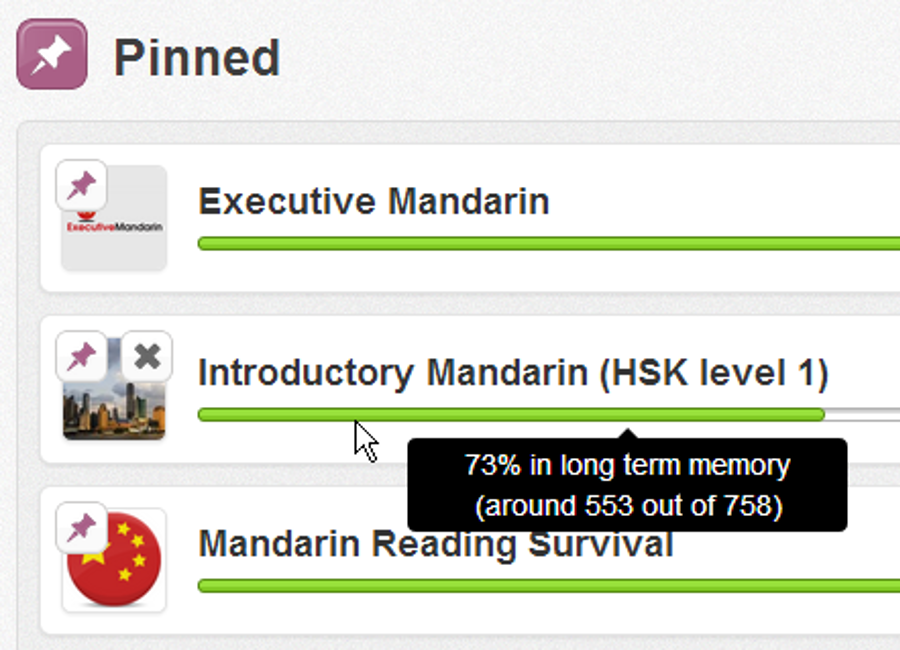 Pinned
Executive Mandarin
ExecutiveMandarin
Introductory Mandarin (HSK level 1)
73% in long term memory
(around 553 out of 758)
Mandarin Reading Survival